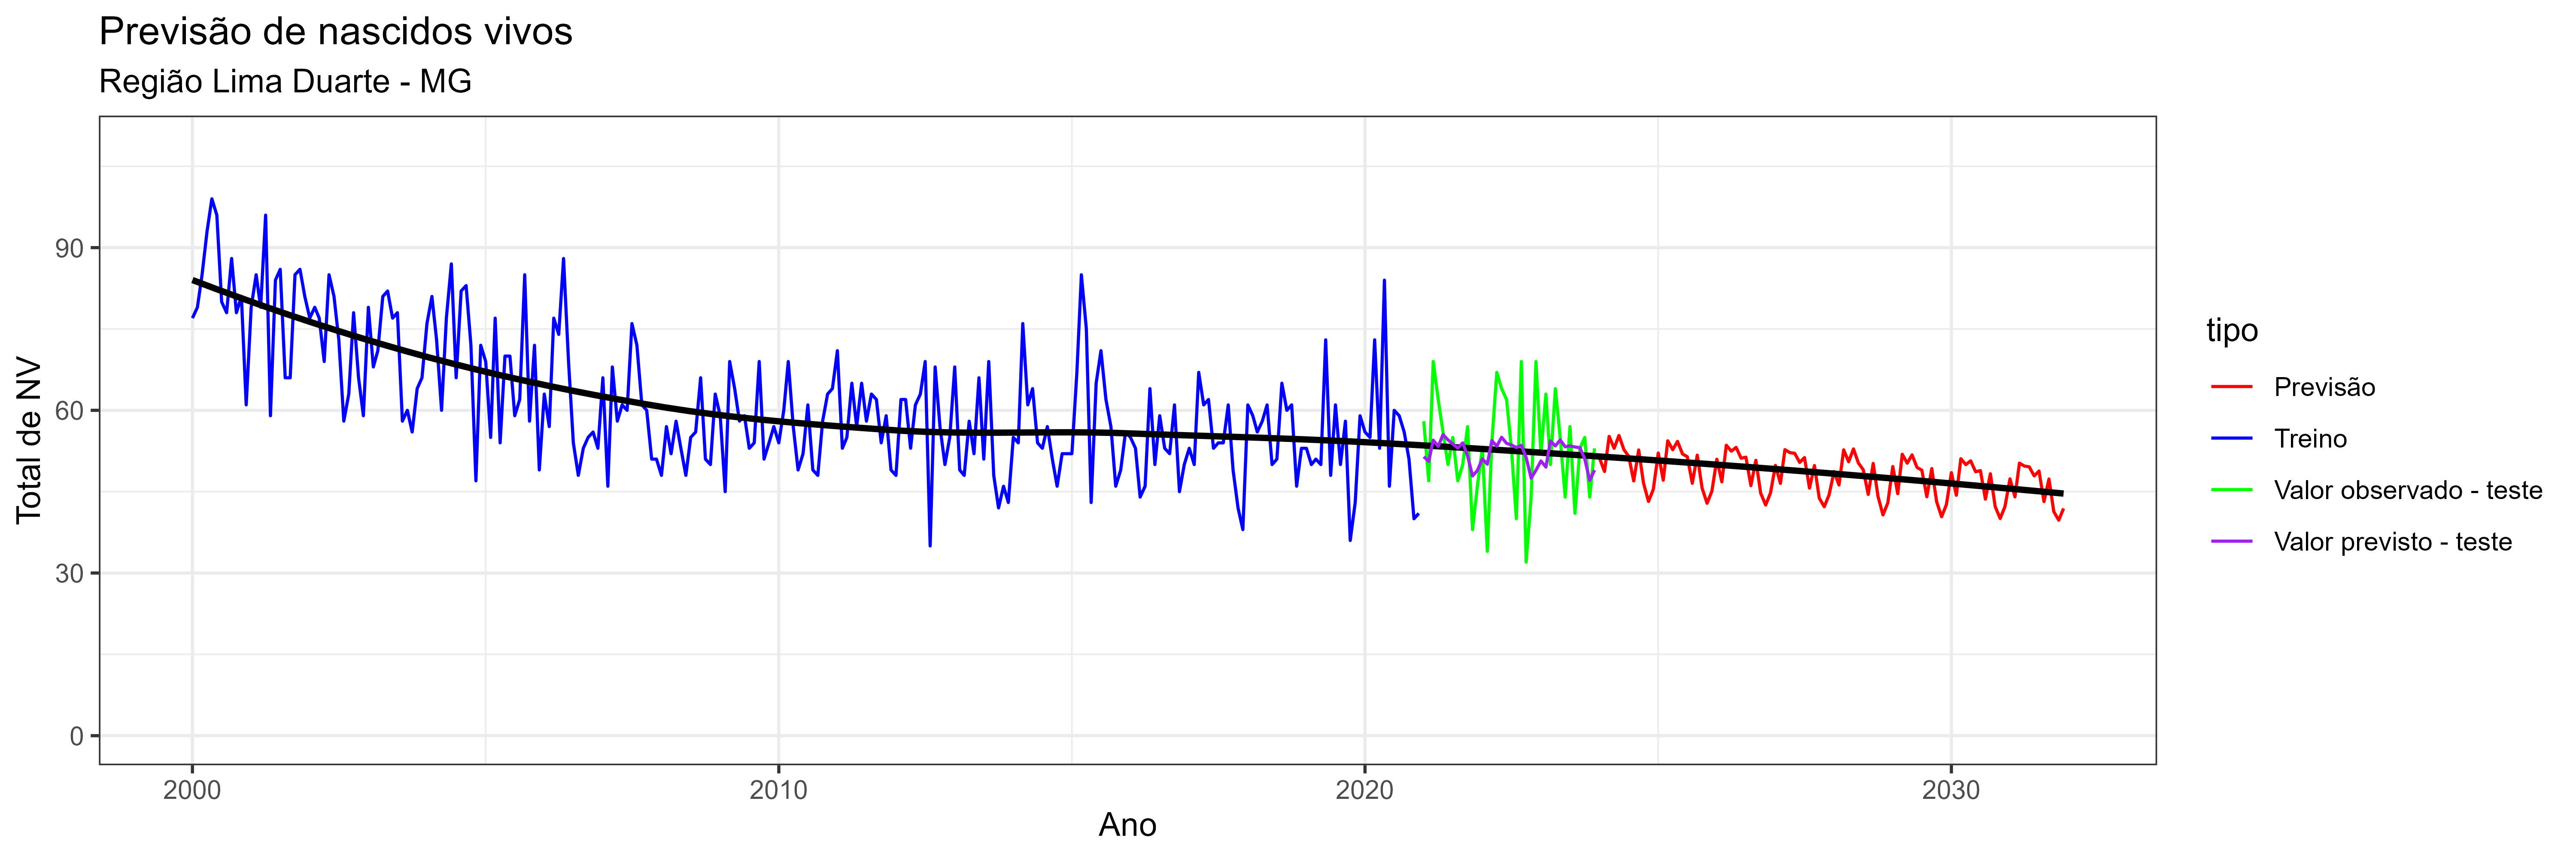 Previsão de nascidos vivos
Região Lima Duarte - MG
Total de NV
90
60
30
0
2000
2010
2020
2030
Ano
tipo
Previsão
Treino
Valor observado - teste
Valor previsto - teste